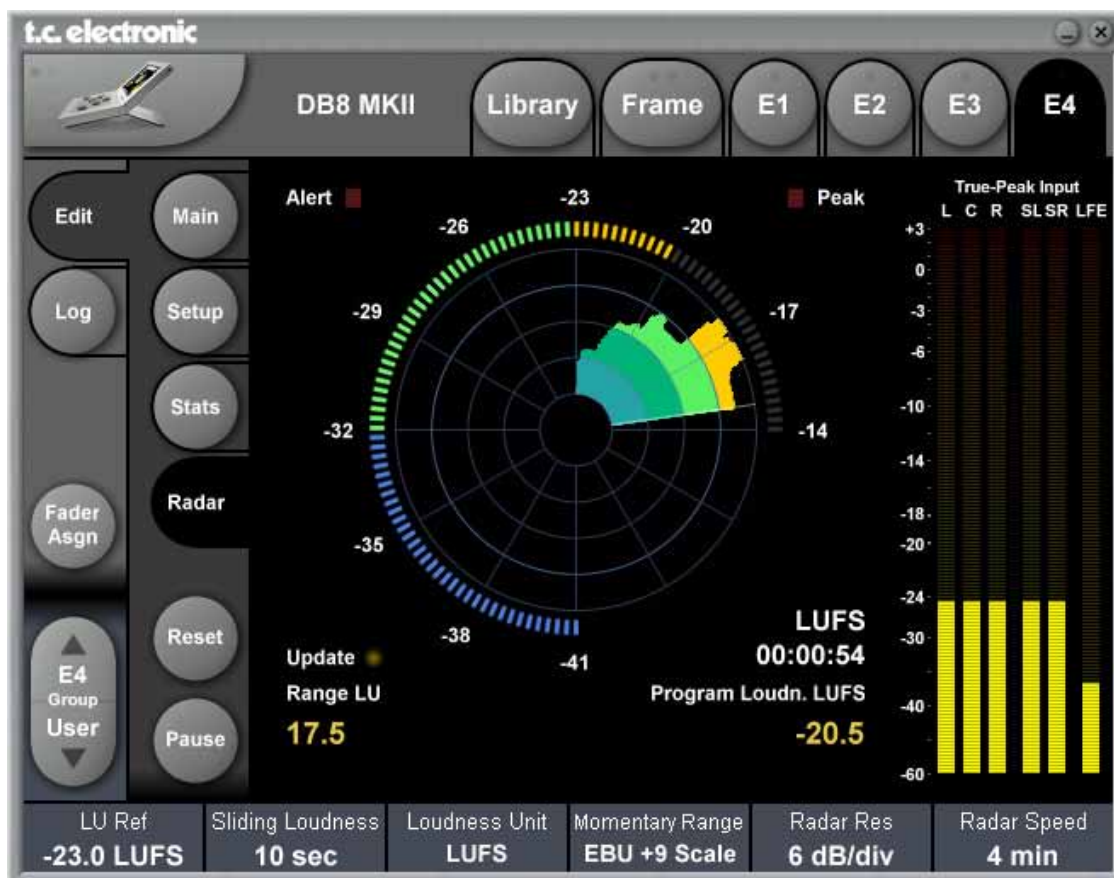 t.c. electronic
DB8 MKII
Library
Frame
E1
E2
E3
E4
Edit
Log
Fader
Asgn
E4
Group
User
Main
Setup
Stats
Radar
Reset
Pause
Alert
Peak
-23
-26
-20
-29
-17
-32
-14
-35
-38
-41
Update
Range LU
17.5
LUFS
00:00:54
Program Loudn. LUFS
-20.5
True-Peak Input
L C R SL SR LFE
+3
0
-3
-6
-10
-14
-18
-20
-24
-30
-40
-60
LU Ref
-23.0 LUFS
Sliding Loudness
10 sec
Loudness Unit
LUFS
Momentary Range
EBU +9 Scale
Radar Res
6 dB/div
Radar Speed
4 min